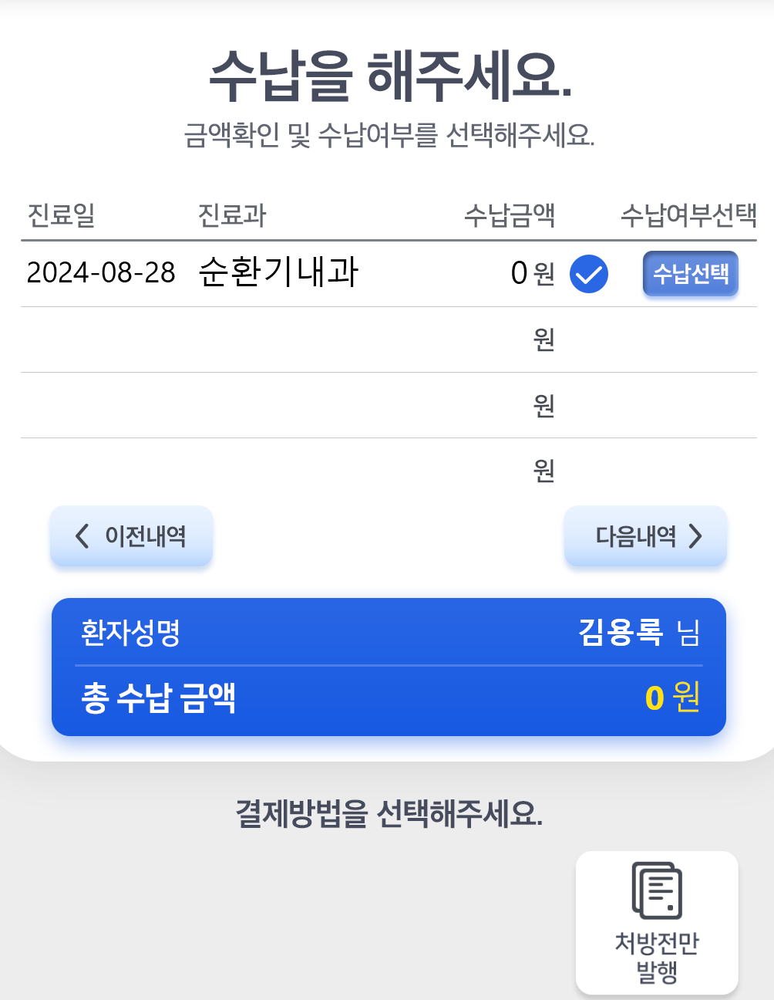 수납을 해주세요.
금액확인 및 수납여부를 선택해주세요.
진료일 진료과 수납금액 수납여부선택
2024-08-28 순환기내과 0 원 수납선택
원
원
원
이전내역 다음내역
환자성명 김용록 님
총 수납 금액 0 원
결제방법을 선택해주세요.
처방전만
발행